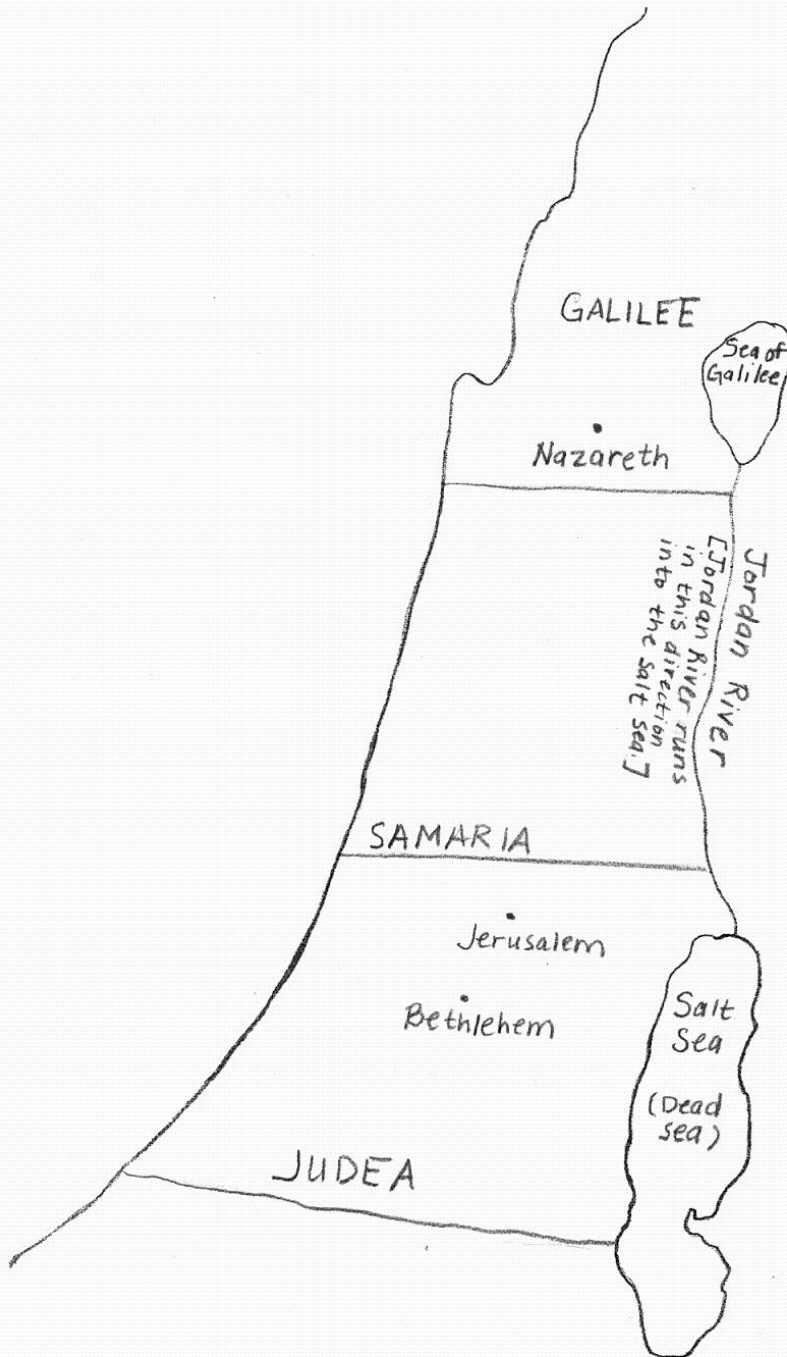 GALILEE
Sea of
Galilee
Nazareth
Jordan River
[Jordan River runs
in this direction
into the salt sea.]
SAMARIA
Jerusalem
Bethlehem
Salt
Sea
(Dead
sea)
JUDEA